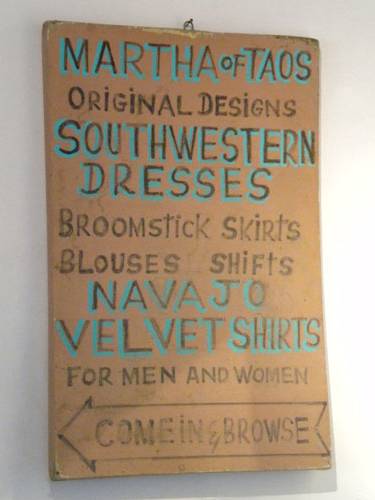 MARTHA OF TAOS
ORIGINAL DESIGNS
SOUTHWESTERN
DRESSES
BROOMSTICK SKIRTS
BLOUSES SHIFTS
NAVAJO
VELVET SHIRTS
FOR MEN AND WOMEN
COME IN & BROWSE